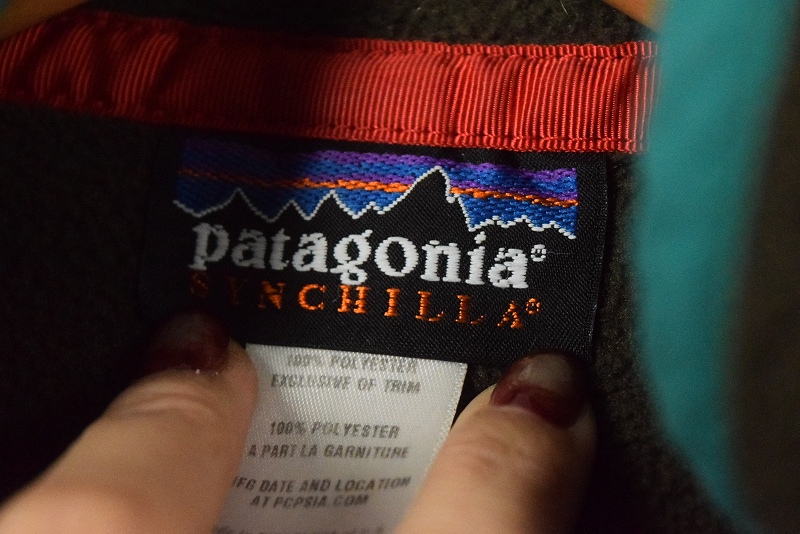 patagonia®
SYNCHILLA®
100% POLYESTER
EXCLUSIVE OF TRIM
100% POLYESTER
A PART LA GARNITURE
MFG DATE AND LOCATION
AT PCPSIA.COM